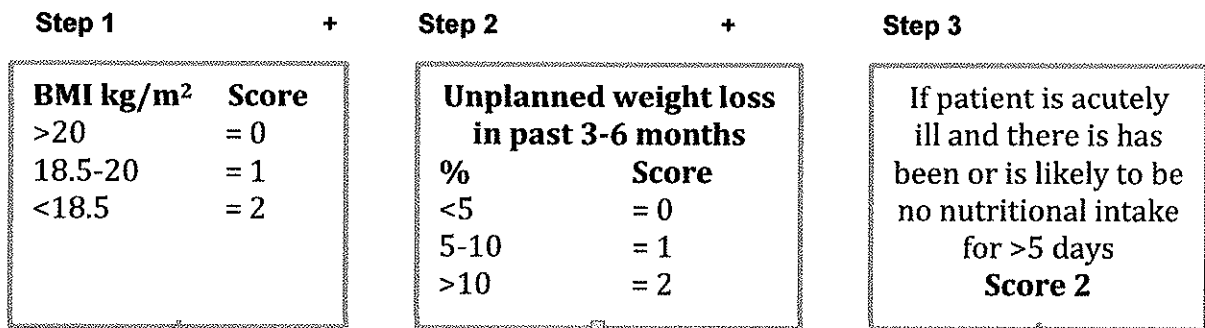 Step 1 + Step 2 + Step 3
BMI kg/m² Score
>20 = 0
18.5-20 = 1
<18.5 = 2
Unplanned weight loss
in past 3-6 months
% Score
<5 = 0
5-10 = 1
>10 = 2
If patient is acutely
ill and there is has
been or is likely to be
no nutritional intake
for >5 days
Score 2